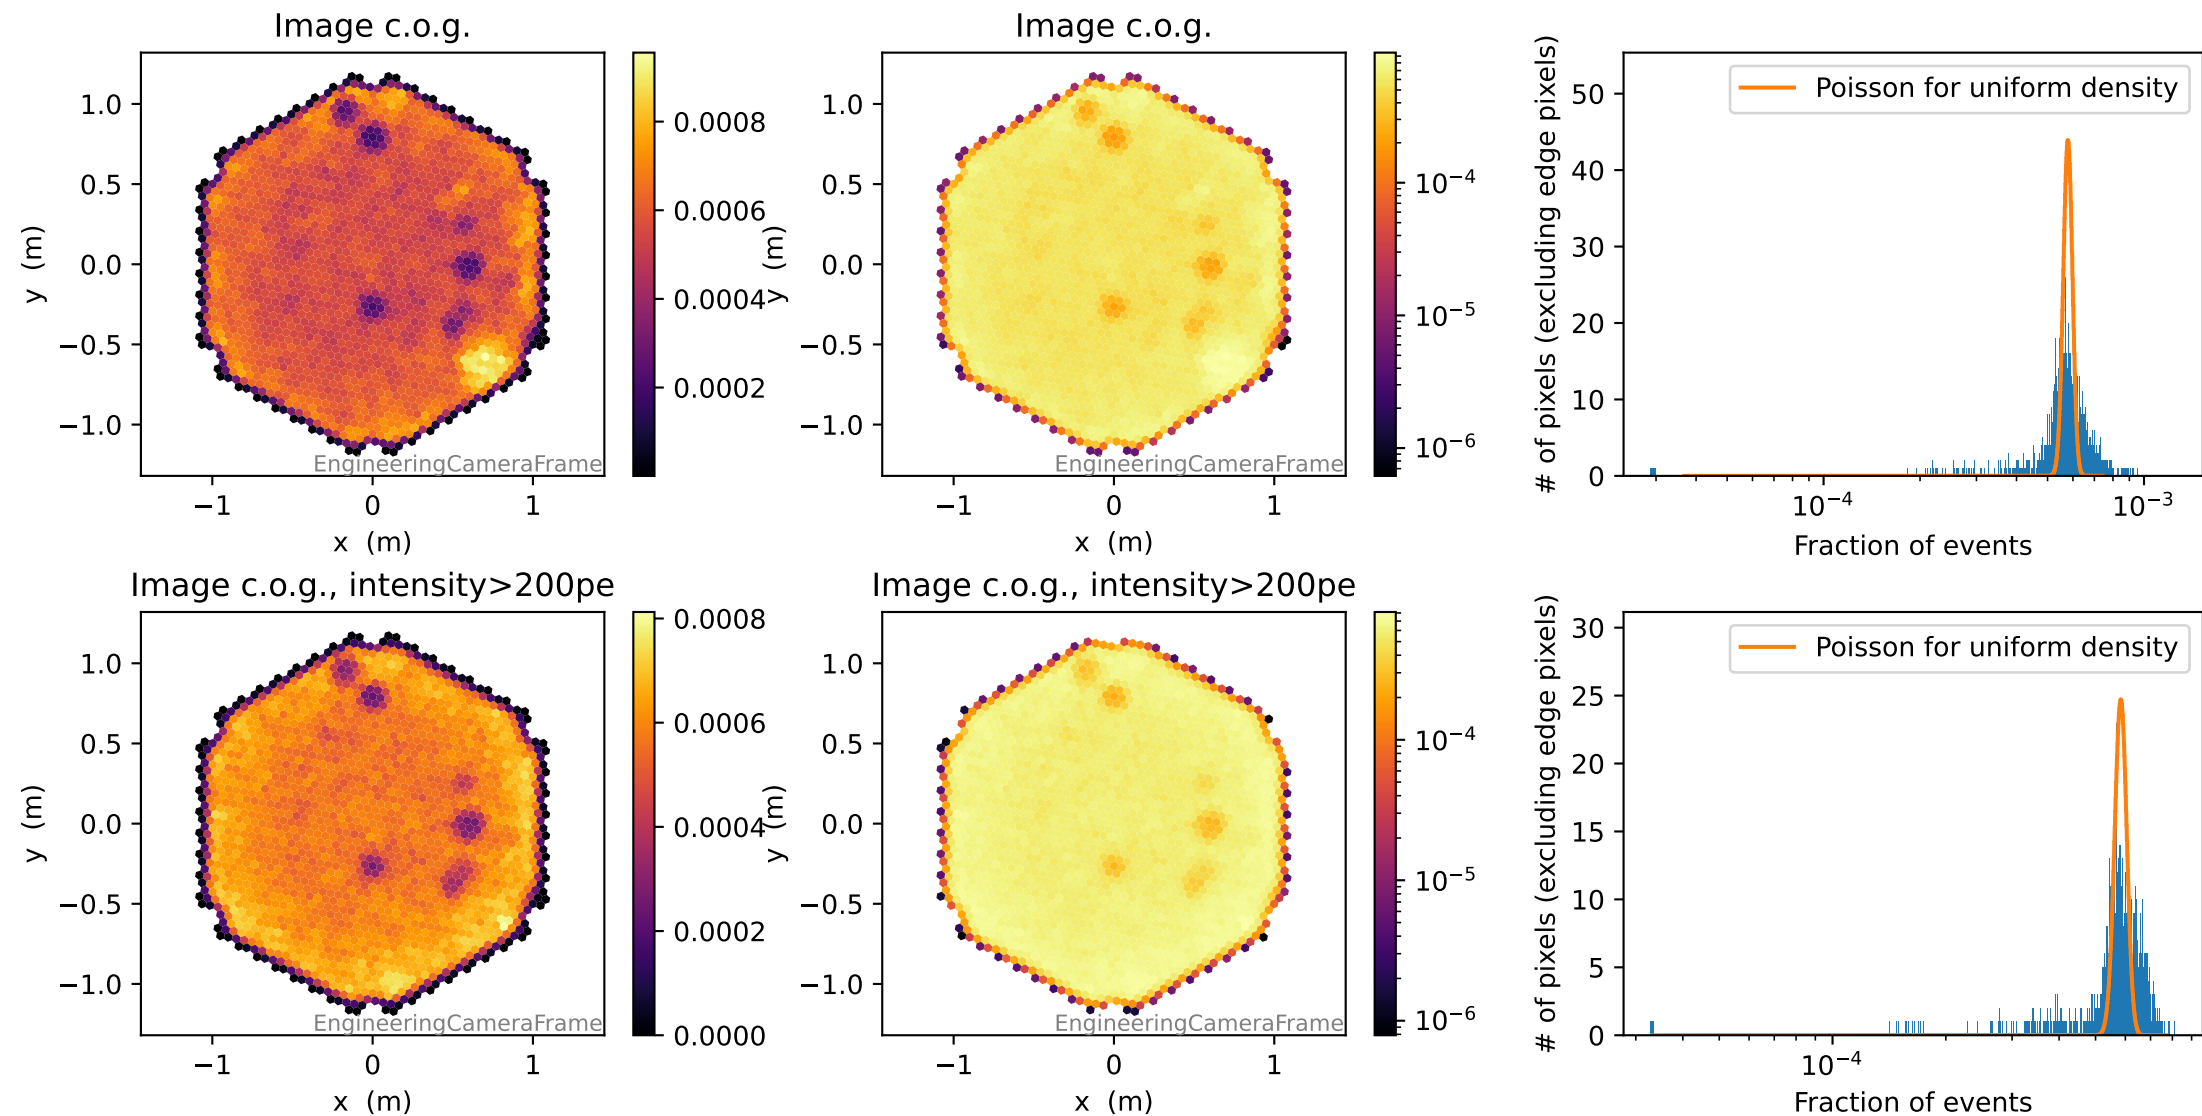 Image c.o.g.
y (m)
1.0
0.5
0.0
−0.5
−1.0
EngineeringCameraFrame
−1 0 1
x (m)
0.0008
0.0006
0.0004
0.0002
Image c.o.g.
y (m)
1.0
0.5
0.0
−0.5
−1.0
EngineeringCameraFrame
−1 0 1
x (m)
10⁻⁴
10⁻⁵
10⁻⁶
# of pixels (excluding edge pixels)
50
40
30
20
10
0
Poisson for uniform density
10⁻⁴ 10⁻³
Fraction of events
Image c.o.g., intensity>200pe
y (m)
1.0
0.5
0.0
−0.5
−1.0
EngineeringCameraFrame
−1 0 1
x (m)
0.0008
0.0006
0.0004
0.0002
0.0000
Image c.o.g., intensity>200pe
y (m)
1.0
0.5
0.0
−0.5
−1.0
EngineeringCameraFrame
−1 0 1
x (m)
10⁻⁴
10⁻⁵
10⁻⁶
# of pixels (excluding edge pixels)
30
25
20
15
10
5
0
Poisson for uniform density
10⁻⁴
Fraction of events